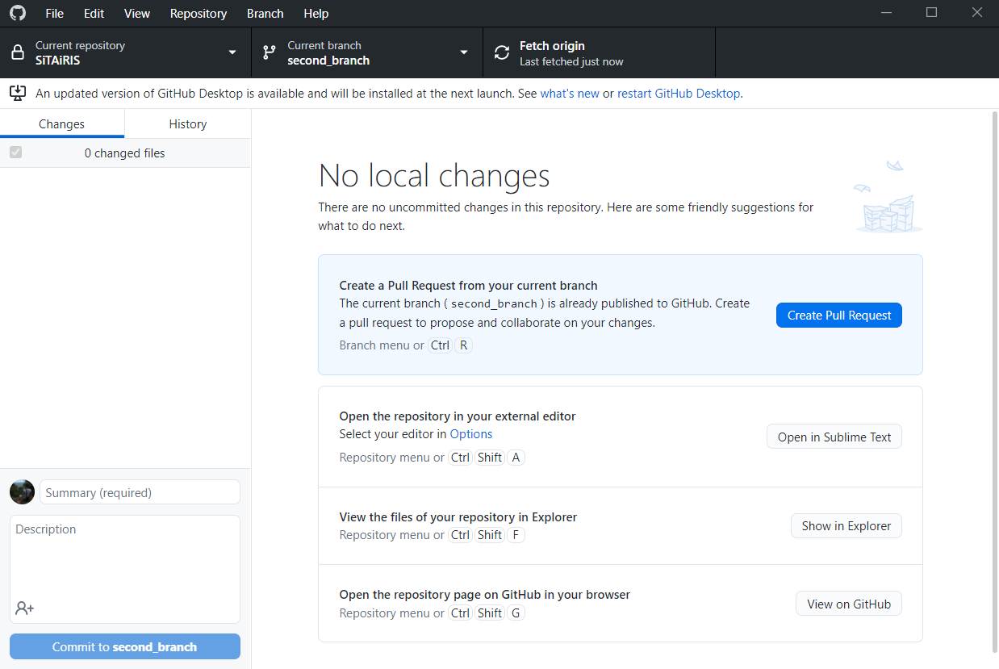 File Edit View Repository Branch Help
Current repository
SiTAiRIS
Current branch
second_branch
Fetch origin
Last fetched just now
An updated version of GitHub Desktop is available and will be installed at the next launch. See what's new or restart GitHub Desktop.
Changes
History
0 changed files
No local changes
There are no uncommitted changes in this repository. Here are some friendly suggestions for
what to do next.
Create a Pull Request from your current branch
The current branch ( second_branch ) is already published to GitHub. Create
a pull request to propose and collaborate on your changes.
Branch menu or Ctrl R
Create Pull Request
Open the repository in your external editor
Select your editor in Options
Repository menu or Ctrl Shift A
Open in Sublime Text
View the files of your repository in Explorer
Repository menu or Ctrl Shift F
Show in Explorer
Open the repository page on GitHub in your browser
Repository menu or Ctrl Shift G
View on GitHub
Summary (required)
Description
Commit to second_branch